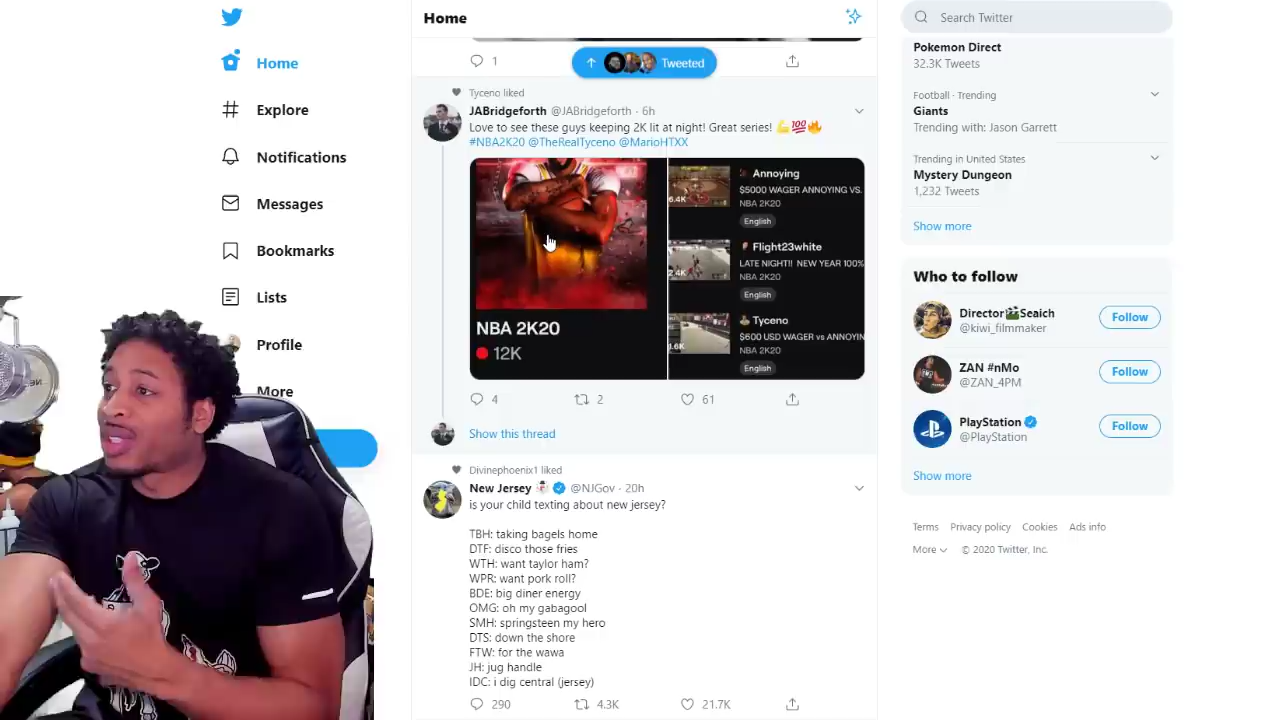 Home
Explore
Notifications
Messages
Bookmarks
Lists
Profile
More
Home
1
Tweeted
Tyceno liked
JABridgeforth @JABridgeforth · 6h
Love to see these guys keeping 2K lit at night! Great series! 💪💯🔥
#NBA2K20 @TheRealTyceno @MarioHTXX
NBA 2K20
12K
6.4K
Annoying
$5000 WAGER ANNOYING VS.
NBA 2K20
English
2.4K
Flight23white
LATE NIGHT!! NEW YEAR 100%
NBA 2K20
English
1.6K
Tyceno
$600 USD WAGER vs ANNOYIN
NBA 2K20
English
4
2
61
Show this thread
Divinephoenix1 liked
New Jersey @NJGov · 20h
is your child texting about new jersey?
TBH: taking bagels home
DTF: disco those fries
WTH: want taylor ham?
WPR: want pork roll?
BDE: big diner energy
OMG: oh my gabagool
SMH: springsteen my hero
DTS: down the shore
FTW: for the wawa
JH: jug handle
IDC: i dig central (jersey)
290
4.3K
21.7K
Search Twitter
Pokemon Direct
32.3K Tweets
Football · Trending
Giants
Trending with: Jason Garrett
Trending in United States
Mystery Dungeon
1,232 Tweets
Show more
Who to follow
Director🎬Seaich
@kiwi_filmmaker
Follow
ZAN #nMo
@ZAN_4PM
Follow
PlayStation
@PlayStation
Follow
Show more
Terms Privacy policy Cookies Ads info
More © 2020 Twitter, Inc.